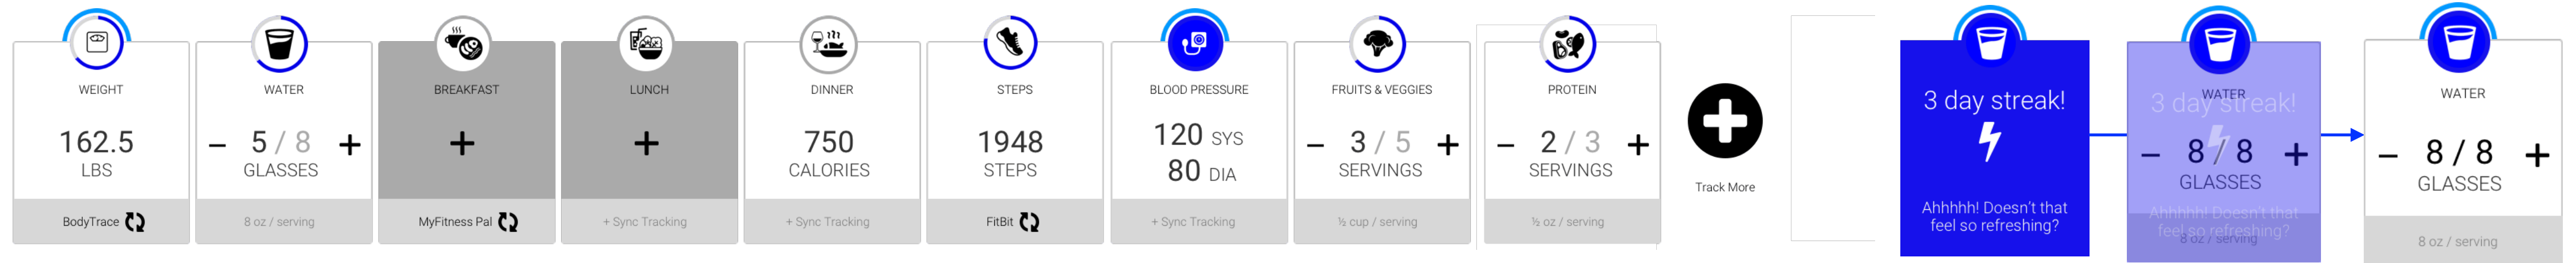 WEIGHT
162.5
LBS
BodyTrace
WATER
− 5 / 8 +
GLASSES
8 oz / serving
BREAKFAST
+
MyFitness Pal
LUNCH
+
+ Sync Tracking
DINNER
750
CALORIES
+ Sync Tracking
STEPS
1948
STEPS
FitBit
BLOOD PRESSURE
120 SYS
80 DIA
+ Sync Tracking
FRUITS & VEGGIES
− 3 / 5 +
SERVINGS
½ cup / serving
PROTEIN
− 2 / 3 +
SERVINGS
½ oz / serving
Track More
3 day streak!
Ahhhhh! Doesn't that
feel so refreshing?
WATER
3 day streak!
− 8 / 8 +
GLASSES
Ahhhhh! Doesn't that
feel so refreshing?
8 oz / serving
WATER
− 8 / 8 +
GLASSES
8 oz / serving